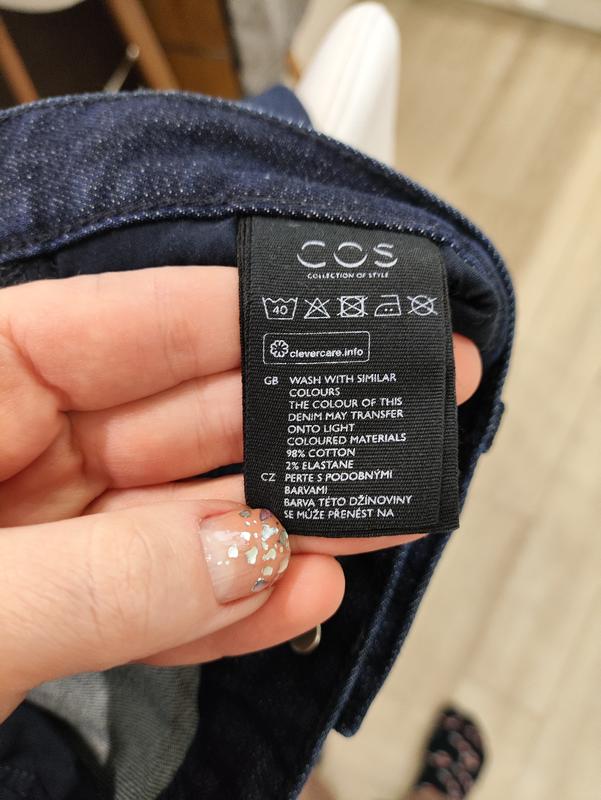 COS
COLLECTION OF STYLE
40
clevercare.info
GB WASH WITH SIMILAR
COLOURS
THE COLOUR OF THIS
DENIM MAY TRANSFER
ONTO LIGHT
COLOURED MATERIALS
98% COTTON
2% ELASTANE
CZ PERTE S PODOBNÝMI
BARVAMI
BARVA TÉTO DŽÍNOVINY
SE MŮŽE PŘENÉST NA